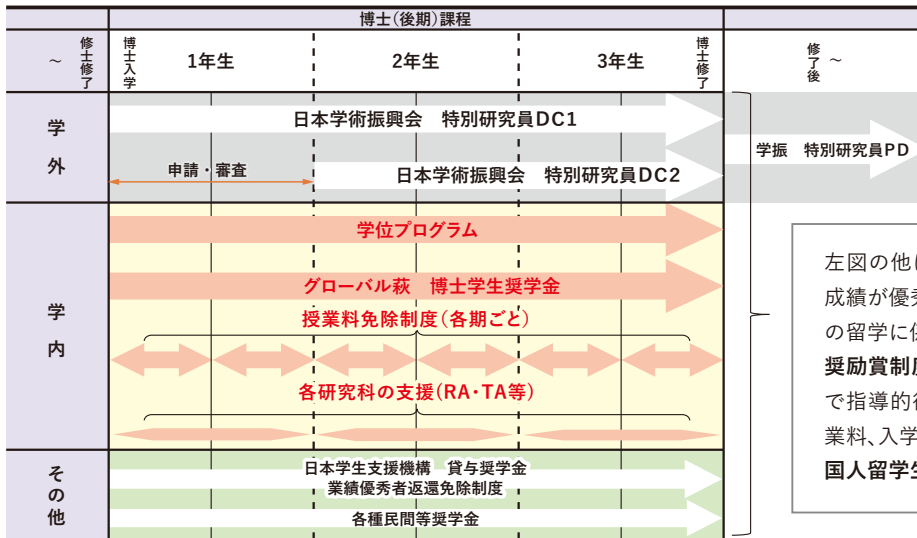 博士(後期)課程
～
修士修了
博士入学
1年生
2年生
3年生
博士修了
修了後
～
学外
日本学術振興会　特別研究員DC1
学振　特別研究員PD
申請・審査
日本学術振興会　特別研究員DC2
学内
学位プログラム
グローバル萩　博士学生奨学金
授業料免除制度(各期ごと)
各研究科の支援(RA・TA等)
その他
日本学生支援機構　貸与奨学金
業績優秀者返還免除制度
各種民間等奨学金
左図の他に
成績が優秀
の留学に
奨励賞制度
で指導的
業料、入学
国人留学生